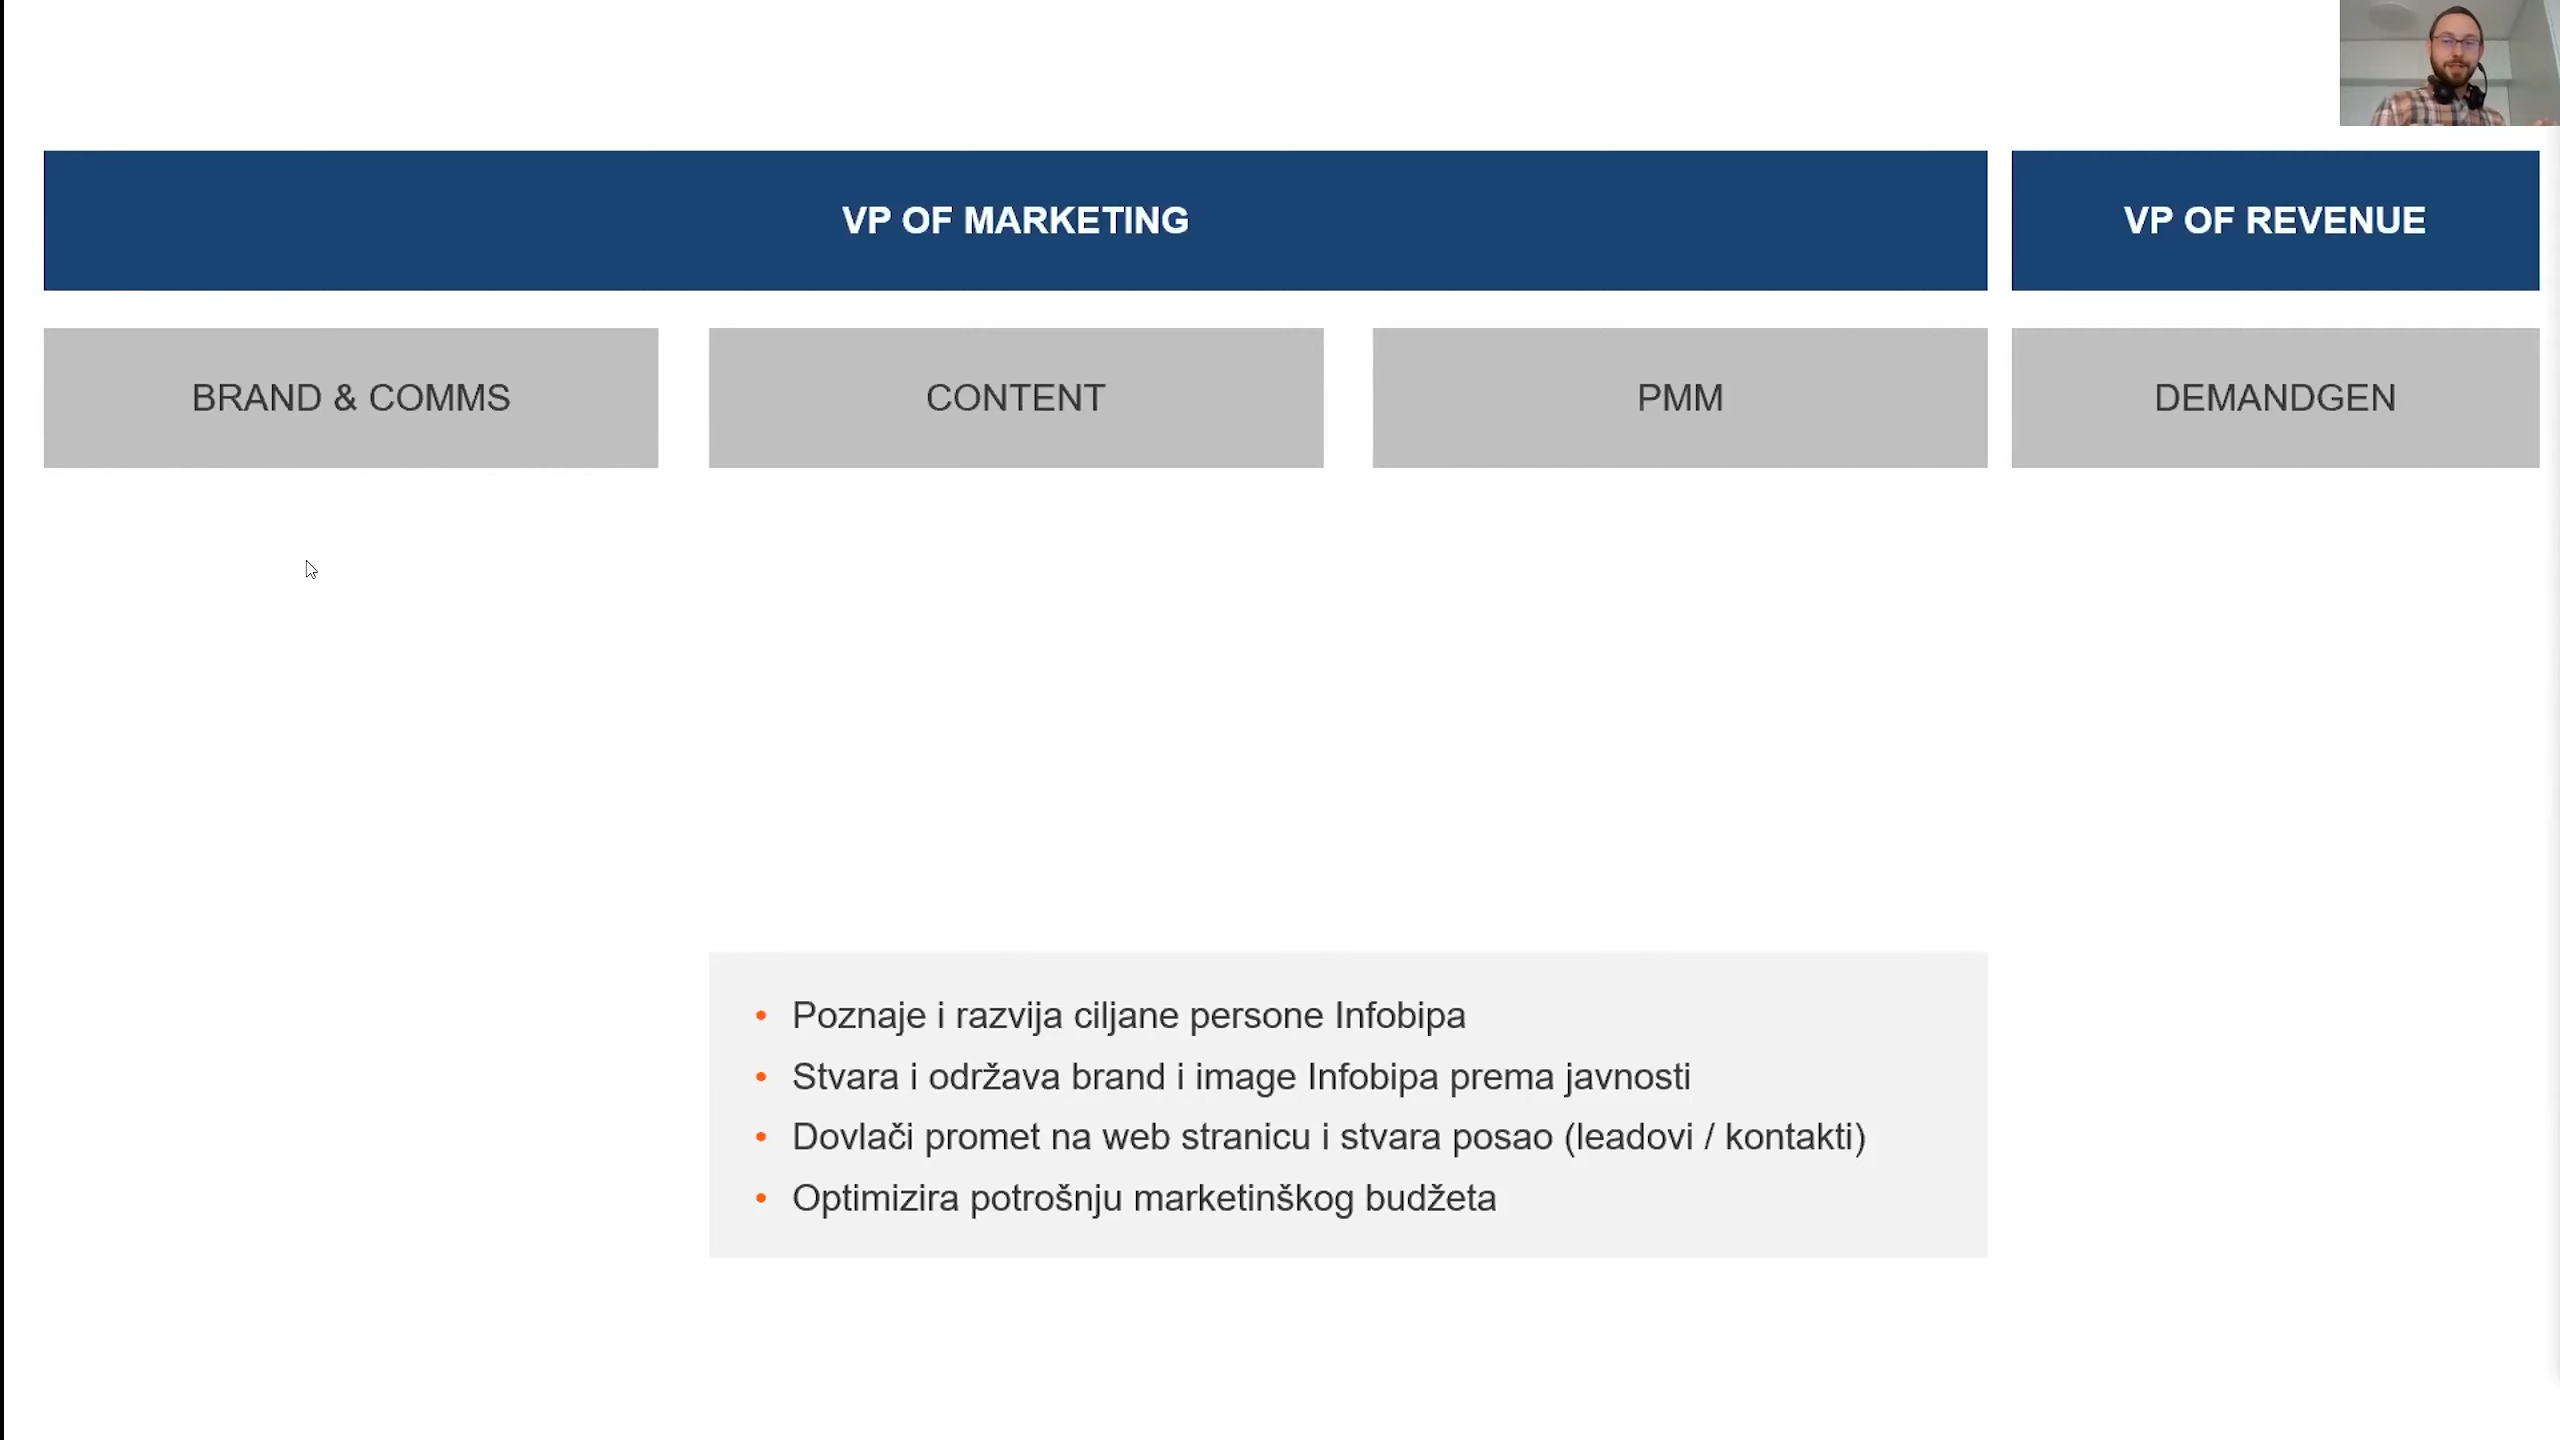 VP OF MARKETING
VP OF REVENUE
BRAND & COMMS
CONTENT
PMM
DEMANDGEN
• Poznaje i razvija ciljane persone Infobipa
• Stvara i održava brand i image Infobipa prema javnosti
• Dovlači promet na web stranicu i stvara posao (leadovi / kontakti)
• Optimizira potrošnju marketinškog budžeta